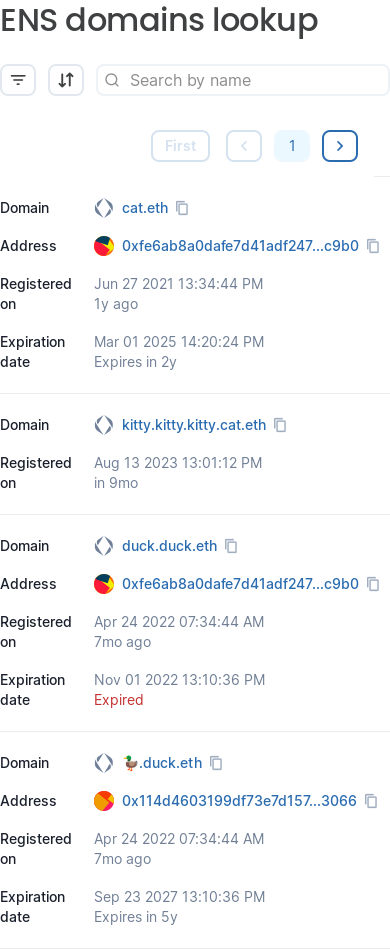 ENS domains lookup
Search by name
First
1
Domain cat.eth
Address 0xfe6ab8a0dafe7d41adf247...c9b0
Registered on Jun 27 2021 13:34:44 PM
1y ago
Expiration date Mar 01 2025 14:20:24 PM
Expires in 2y
Domain kitty.kitty.kitty.cat.eth
Registered on Aug 13 2023 13:01:12 PM
in 9mo
Domain duck.duck.eth
Address 0xfe6ab8a0dafe7d41adf247...c9b0
Registered on Apr 24 2022 07:34:44 AM
7mo ago
Expiration date Nov 01 2022 13:10:36 PM
Expired
Domain 🦆.duck.eth
Address 0x114d4603199df73e7d157...3066
Registered on Apr 24 2022 07:34:44 AM
7mo ago
Expiration date Sep 23 2027 13:10:36 PM
Expires in 5y